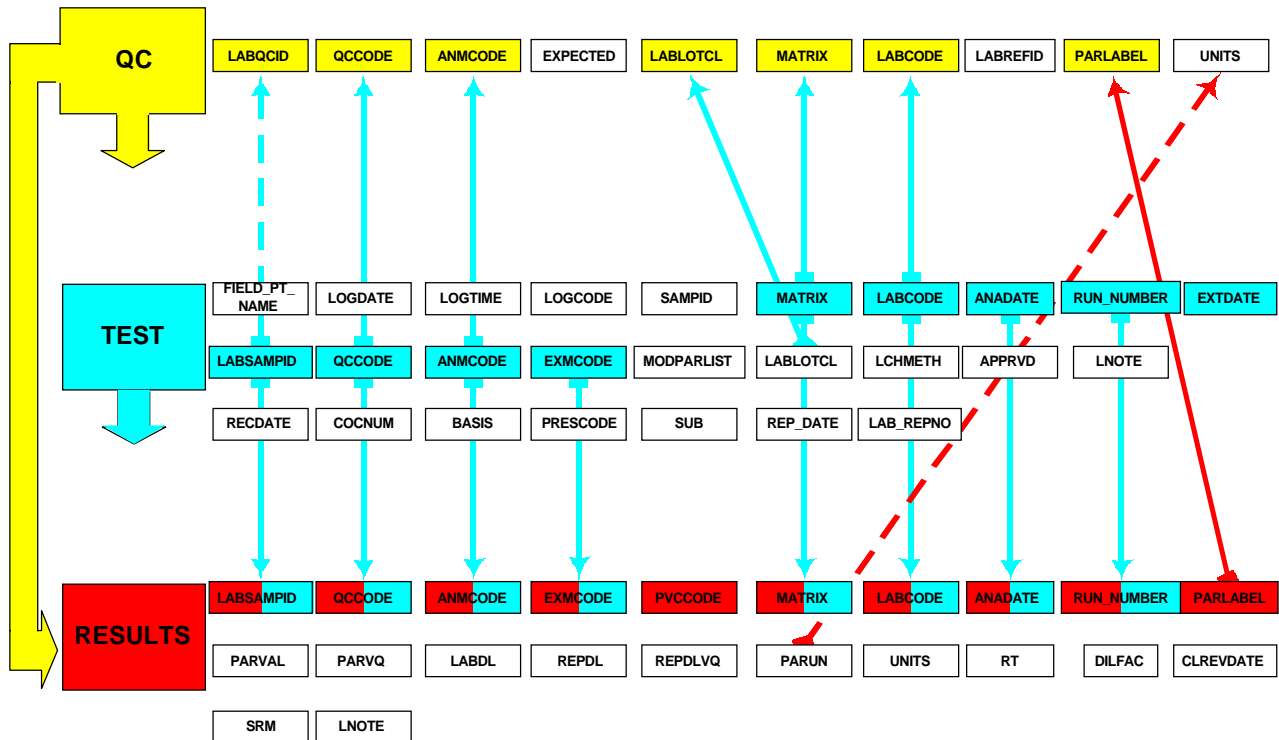 QC
LABQCID QCCODE ANMCODE EXPECTED LABLOTCL MATRIX LABCODE LABREFID PARLABEL UNITS
TEST
FIELD_PT_
NAME
LOGDATE LOGTIME LOGCODE SAMPID MATRIX LABCODE ANADATE RUN_NUMBER EXTDATE
LABSAMPID QCCODE ANMCODE EXMCODE MODPARLIST LABLOTCL LCHMETH APPRVD LNOTE
RECDATE COCNUM BASIS PRESCODE SUB REP_DATE LAB_REPNO
RESULTS
LABSAMPID QCCODE ANMCODE EXMCODE PVCCODE MATRIX LABCODE ANADATE RUN_NUMBER PARLABEL
PARVAL PARVQ LABDL REPDL REPDLVQ PARUN UNITS RT DILFAC CLREVDATE
SRM LNOTE